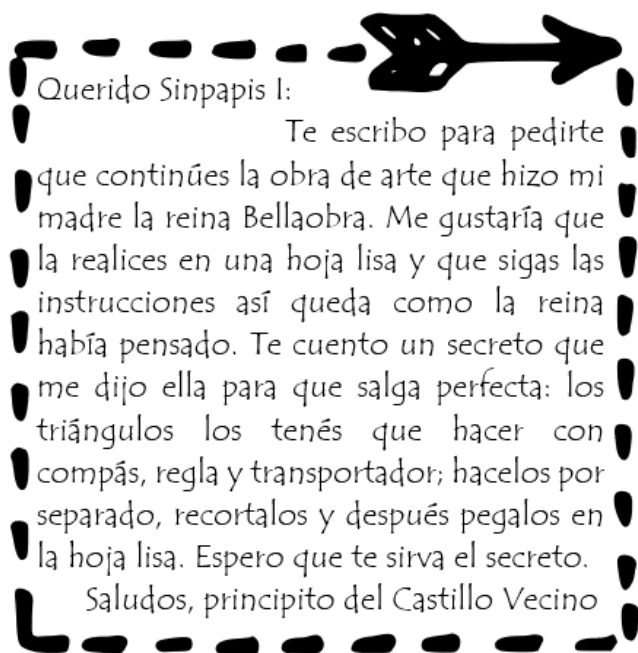 Querido Sinpapis I:
Te escribo para pedirte
que continúes la obra de arte que hizo mi
madre la reina Bellaobra. Me gustaría que
la realices en una hoja lisa y que sigas las
instrucciones así queda como la reina
había pensado. Te cuento un secreto que
me dijo ella para que salga perfecta: los
triángulos los tenés que hacer con
compás, regla y transportador; hacelos por
separado, recortalos y después pegalos en
la hoja lisa. Espero que te sirva el secreto.
Saludos, principito del Castillo Vecino